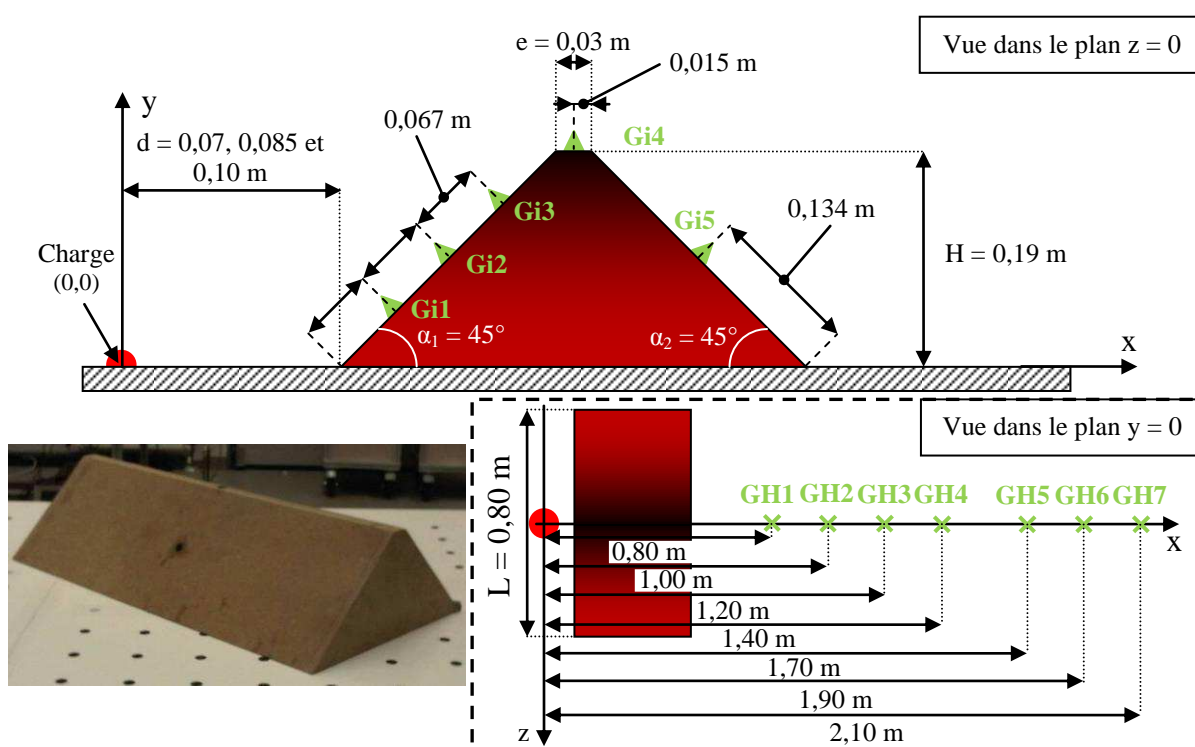 e = 0,03 m
Vue dans le plan z = 0
0,015 m
y
0,067 m
d = 0,07, 0,085 et
0,10 m
Gi4
Gi3
Gi5
0,134 m
Charge
(0,0)
Gi2
H = 0,19 m
Gi1
α₁ = 45°
α₂ = 45°
x
Vue dans le plan y = 0
L = 0,80 m
GH1
GH2
GH3
GH4
GH5
GH6
GH7
x
0,80 m
1,00 m
1,20 m
1,40 m
1,70 m
1,90 m
2,10 m
z